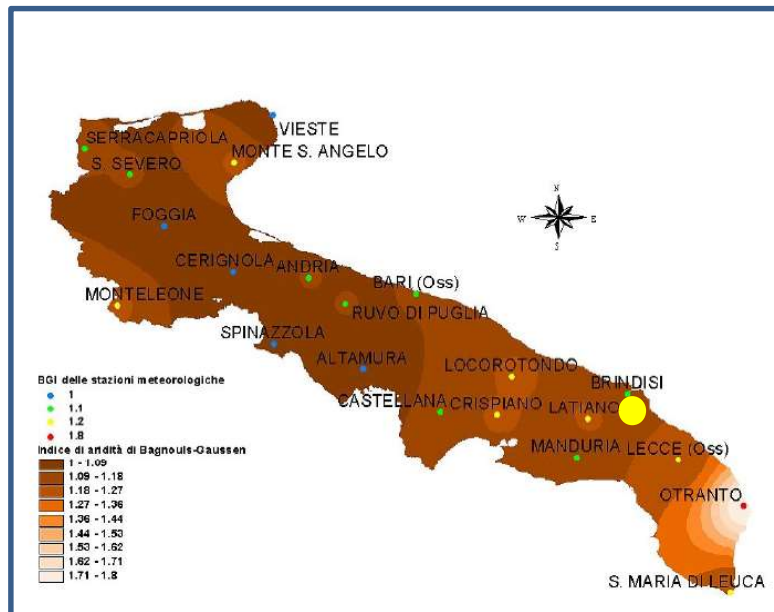 VIESTE
SERRACAPRIOLA
MONTE S. ANGELO
S. SEVERO
N
W E
S
FOGGIA
CERIGNOLA
ANDRIA
BARI (Oss)
MONTELEONE
RUVO DI PUGLIA
SPINAZZOLA
ALTAMURA
LOCOROTONDO
BRINDISI
CASTELLANA
CRISPIANO
LATIANO
MANDURIA
LECCE (Oss)
OTRANTO
S. MARIA DI LEUCA
BGI delle stazioni meteorologiche
1
1.1
1.2
1.8
Indice di aridità di Bagnouls-Gaussen
1 - 1.09
1.09 - 1.18
1.18 - 1.27
1.27 - 1.36
1.36 - 1.44
1.44 - 1.53
1.53 - 1.62
1.62 - 1.71
1.71 - 1.8